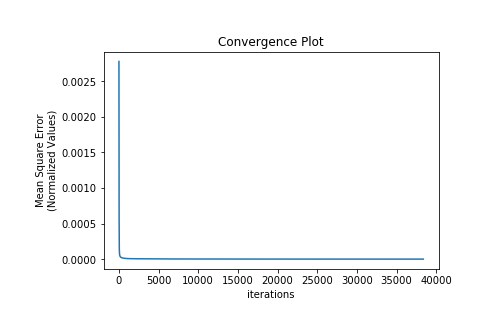 Convergence Plot
Mean Square Error
(Normalized Values)
0.0025
0.0020
0.0015
0.0010
0.0005
0.0000
0 5000 10000 15000 20000 25000 30000 35000 40000
iterations